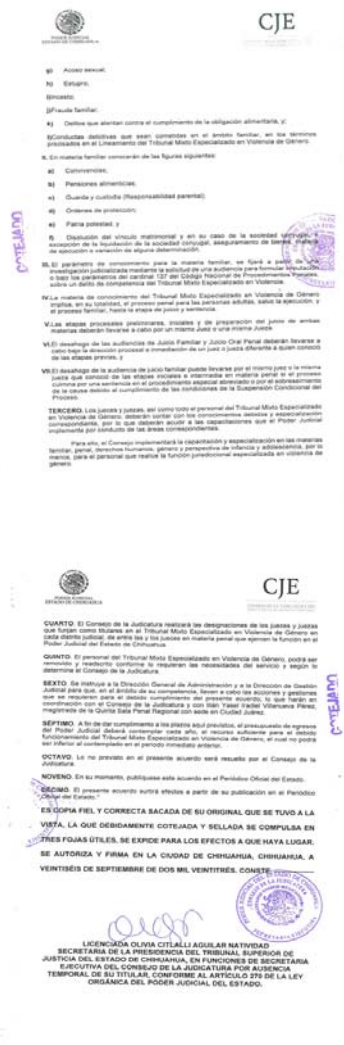 PODER JUDICIAL
ESTADO DE CHIHUAHUA
CJE
g) Acoso sexual;
h) Estupro;
i)Incesto;
j)Fraude familiar;
k) Delitos que atentan contra el cumplimiento de la obligación alimentaria, y;
l)Conductas delictivas que sean cometidas en el ámbito familiar, en los términos
precisados en el Lineamiento del Tribunal Mixto Especializado en Violencia de Género.
II. En materia familiar conocerán de las figuras siguientes:
a) Convivencias;
b) Pensiones alimenticias;
c) Guarda y custodia (Responsabilidad parental);
d) Órdenes de protección;
e) Patria potestad, y
f) Disolución del vínculo matrimonial y en su caso de la sociedad conyugal, a
excepción de la liquidación de la sociedad conyugal, aseguramiento de bienes, materia
de ejecución o variación de alguna determinación.
COTEJADO
III. El parámetro de conocimiento para la materia familiar, se fijará a partir de una
investigación judicializada mediante la solicitud de una audiencia para formular imputación
o bajo los parámetros del cardinal 137 del Código Nacional de Procedimientos Penales,
sobre un delito de competencia del Tribunal Mixto Especializado en Violencia.
IV.La materia de conocimiento del Tribunal Mixto Especializado en Violencia de Género
implica, en su totalidad, el proceso penal para las personas adultas, salvo la ejecución, y
el proceso familiar, hasta la etapa de juicio y sentencia.
V.Las etapas procesales preliminares, iniciales y de preparación del juicio de ambas
materias deberán llevarse a cabo por un mismo Juez o una misma Jueza.
VI.El desahogo de las audiencias de Juicio Familiar y Juicio Oral Penal deberán llevarse a
cabo bajo la dirección procesal e inmediación de un juez o jueza diferente a quien conoció
de las etapas previas, y
VII.El desahogo de la audiencia de juicio familiar puede llevarse por el mismo juez o la misma
jueza que conoció de las etapas iniciales e intermedia en materia penal si el proceso
culmina por una sentencia en el procedimiento especial abreviado o por el sobreseimiento
de la causa debido al cumplimiento de las condiciones de la Suspensión Condicional del
Proceso.
TERCERO. Los jueces y juezas, así como todo el personal del Tribunal Mixto Especializado
en Violencia de Género, deberán contar con los conocimientos debidos y especialización
correspondiente, por lo que deberán acudir a las capacitaciones que el Poder Judicial
implemente por conducto de las áreas correspondientes.
Para ello, el Consejo implementará la capacitación y especialización en las materias
familiar, penal, derechos humanos, género y perspectiva de infancia y adolescencia, por lo
menos, para el personal que realice la función jurisdiccional especializada en violencia de
género.
PODER JUDICIAL
ESTADO DE CHIHUAHUA
CJE
CUARTO. El Consejo de la Judicatura realizará las designaciones de los jueces y juezas
que funjan como titulares en el Tribunal Mixto Especializado en Violencia de Género en
cada distrito judicial, de entre las y los jueces en materia penal que ejerzan la función en el
Poder Judicial del Estado de Chihuahua.
QUINTO. El personal del Tribunal Mixto Especializado en Violencia de Género, podrá ser
removido y readscrito conforme lo requieran las necesidades del servicio y según lo
determine el Consejo de la Judicatura.
SEXTO. Se instruye a la Dirección General de Administración y a la Dirección de Gestión
Judicial para que, en el ámbito de su competencia, lleven a cabo las acciones y gestiones
que se requieren para el debido cumplimiento del presente acuerdo, lo que harán en
coordinación con el Consejo de la Judicatura y con Irlán Yasel Iradiel Villanueva Pérez,
magistrada de la Quinta Sala Penal Regional con sede en Ciudad Juárez.
COTEJADO
SÉPTIMO. A fin de dar cumplimiento a los plazos aquí previstos, el presupuesto de egresos
del Poder Judicial deberá contemplar cada año, el recurso suficiente para el debido
funcionamiento del Tribunal Mixto Especializado en Violencia de Género, el cual no podrá
ser inferior al contemplado en el periodo inmediato anterior.
OCTAVO. Lo no previsto en el presente acuerdo será resuelto por el Consejo de la
Judicatura.
NOVENO. En su momento, publíquese este acuerdo en el Periódico Oficial del Estado.
DÉCIMO. El presente acuerdo surtirá efectos a partir de su publicación en el Periódico
Oficial del Estado."
ES COPIA FIEL Y CORRECTA SACADA DE SU ORIGINAL QUE SE TUVO A LA
VISTA, LA QUE DEBIDAMENTE COTEJADA Y SELLADA SE COMPULSA EN
TRES FOJAS ÚTILES, SE EXPIDE PARA LOS EFECTOS A QUE HAYA LUGAR.
SE AUTORIZA Y FIRMA EN LA CIUDAD DE CHIHUAHUA, CHIHUAHUA, A
VEINTISÉIS DE SEPTIEMBRE DE DOS MIL VEINTITRÉS. CONSTE.
LICENCIADA OLIVIA CITLALLI AGUILAR NATIVIDAD
SECRETARIA DE LA PRESIDENCIA DEL TRIBUNAL SUPERIOR DE
JUSTICIA DEL ESTADO DE CHIHUAHUA, EN FUNCIONES DE SECRETARIA
EJECUTIVA DEL CONSEJO DE LA JUDICATURA POR AUSENCIA
TEMPORAL DE SU TITULAR, CONFORME AL ARTÍCULO 270 DE LA LEY
ORGÁNICA DEL PODER JUDICIAL DEL ESTADO.